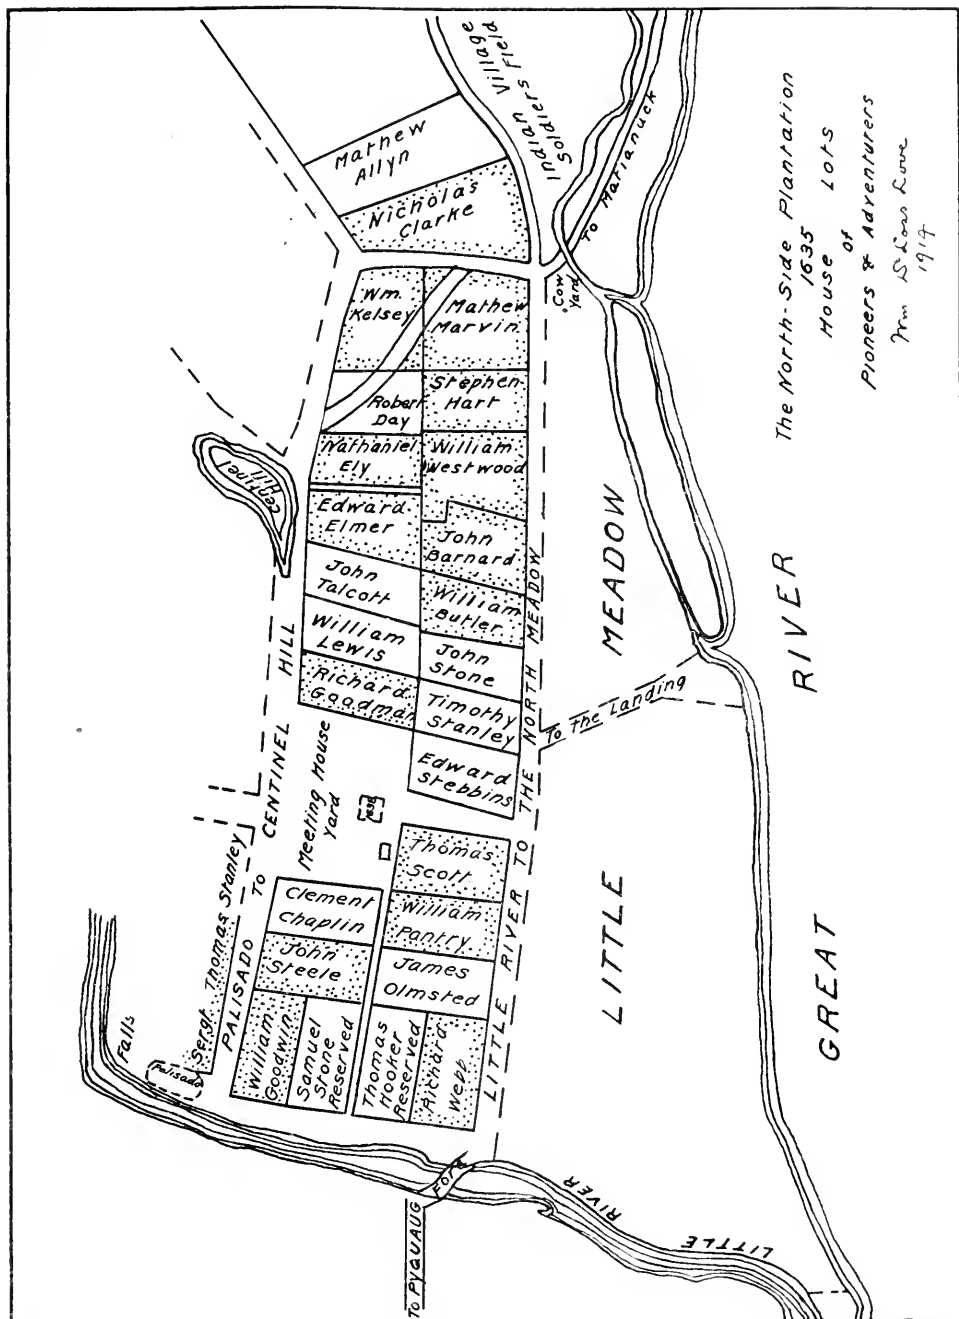 The North-Side Plantation
1635
House Lots
of
Pioneers & Adventurers
Wm DeLoss Love
1914
Indian Village
Soldiers Field
To Matianuck
Mathew
Allyn
Nicholas
Clarke
Cow
Yard
Wm.
Kelsey
Mathew
Marvin
Robert
Day
Stephen
Hart
Nathaniel
Ely
William
Westwood
Centinel
Hill
Edward
Elmer
John
Barnard
John
Talcott
William
Butler
William
Lewis
John
Stone
Richard
Goodman
Timothy
Stanley
Edward
Stebbins
Meeting House
Yard
1638
Thomas
Scott
Clement
Chaplin
William
Pantry
John
Steele
James
Olmsted
William
Goodwin
Samuel
Stone
Reserved
Thomas
Hooker
Reserved
Richard
Webb
Sergt. Thomas Stanley
PALISADO TO CENTINEL HILL
LITTLE RIVER TO THE NORTH MEADOW
To The Landing
LITTLE MEADOW
GREAT RIVER
Falls
Palisado
Ford
TO PYQUAUG
LITTLE RIVER